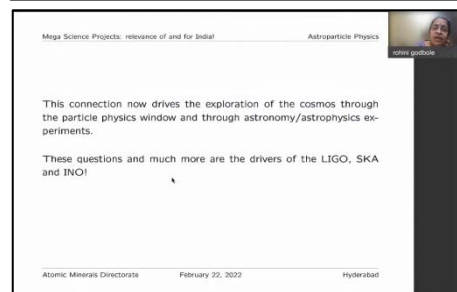 Mega Science Projects: relevance of and for India!
Astroparticle Physics
rohini godbole
This connection now drives the exploration of the cosmos through
the particle physics window and through astronomy/astrophysics ex-
periments.
These questions and much more are the drivers of the LIGO, SKA
and INO!
Atomic Minerals Directorate
February 22, 2022
Hyderabad